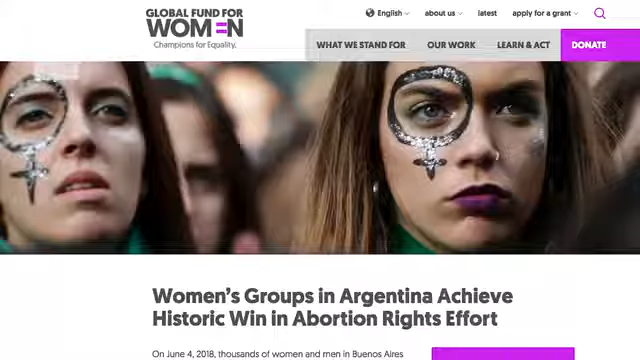 GLOBAL FUND FOR
WOMEN
Champions for Equality.
English
about us
latest
apply for a grant
WHAT WE STAND FOR
OUR WORK
LEARN & ACT
DONATE
Women's Groups in Argentina Achieve
Historic Win in Abortion Rights Effort
On June 4, 2018, thousands of women and men in Buenos Aires